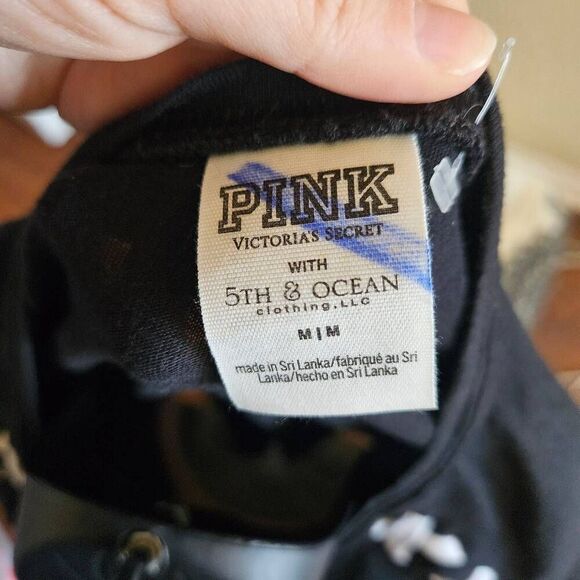 PINK
VICTORIA'S SECRET
WITH
5TH & OCEAN
clothing, LLC
M | M
made in Sri Lanka/fabriqué au Sri
Lanka/hecho en Sri Lanka